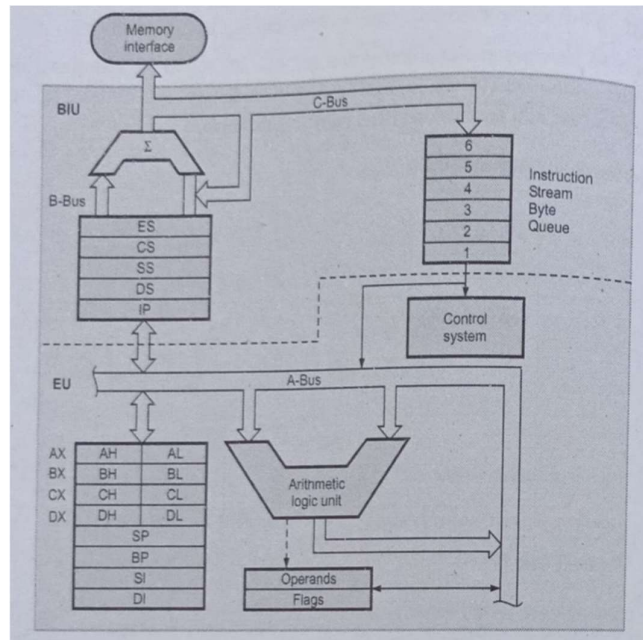 Memory
interface
BIU
C-Bus
Σ
B-Bus
ES
CS
SS
DS
IP
6
5
4
3
2
1
Instruction
Stream
Byte
Queue
Control
system
EU
A-Bus
AX AH AL
BX BH BL
CX CH CL
DX DH DL
SP
BP
SI
DI
Arithmetic
logic unit
Operands
Flags